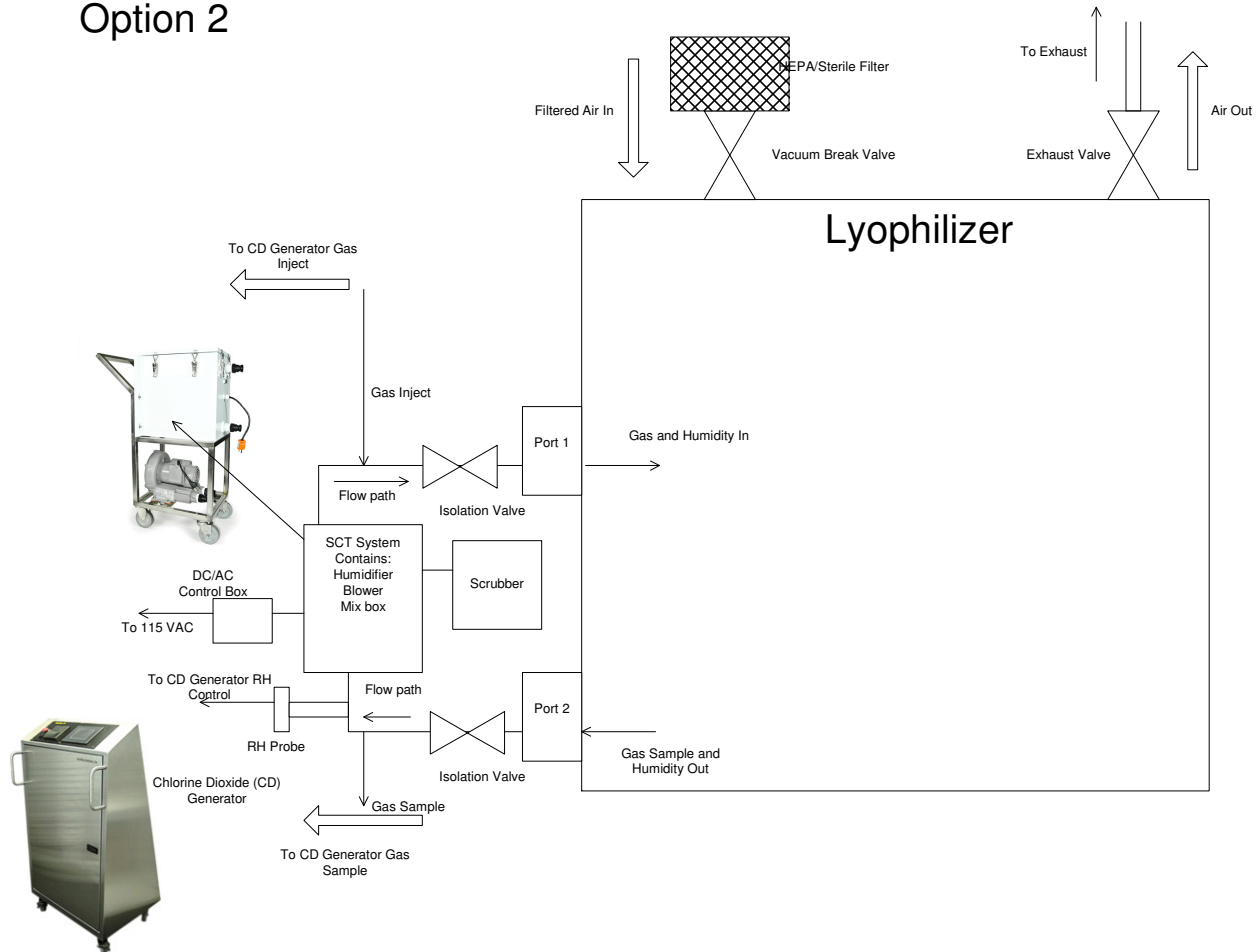 Option 2
To Exhaust
HEPA/Sterile Filter
Filtered Air In
Air Out
Vacuum Break Valve
Exhaust Valve
Lyophilizer
To CD Generator Gas
Inject
Gas Inject
Port 1
Gas and Humidity In
Flow path
Isolation Valve
SCT System
Contains:
Humidifier
Blower
Mix box
Scrubber
DC/AC
Control Box
To 115 VAC
To CD Generator RH
Control
Flow path
Port 2
RH Probe
Gas Sample and
Humidity Out
Isolation Valve
Chlorine Dioxide (CD)
Generator
Gas Sample
To CD Generator Gas
Sample